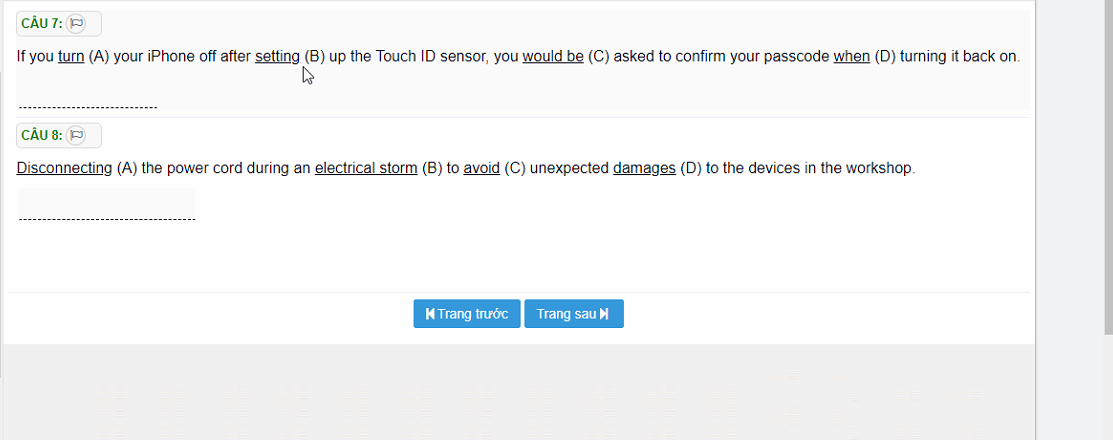 CÂU 7:
If you turn (A) your iPhone off after setting (B) up the Touch ID sensor, you would be (C) asked to confirm your passcode when (D) turning it back on.
CÂU 8:
Disconnecting (A) the power cord during an electrical storm (B) to avoid (C) unexpected damages (D) to the devices in the workshop.
Trang trước Trang sau